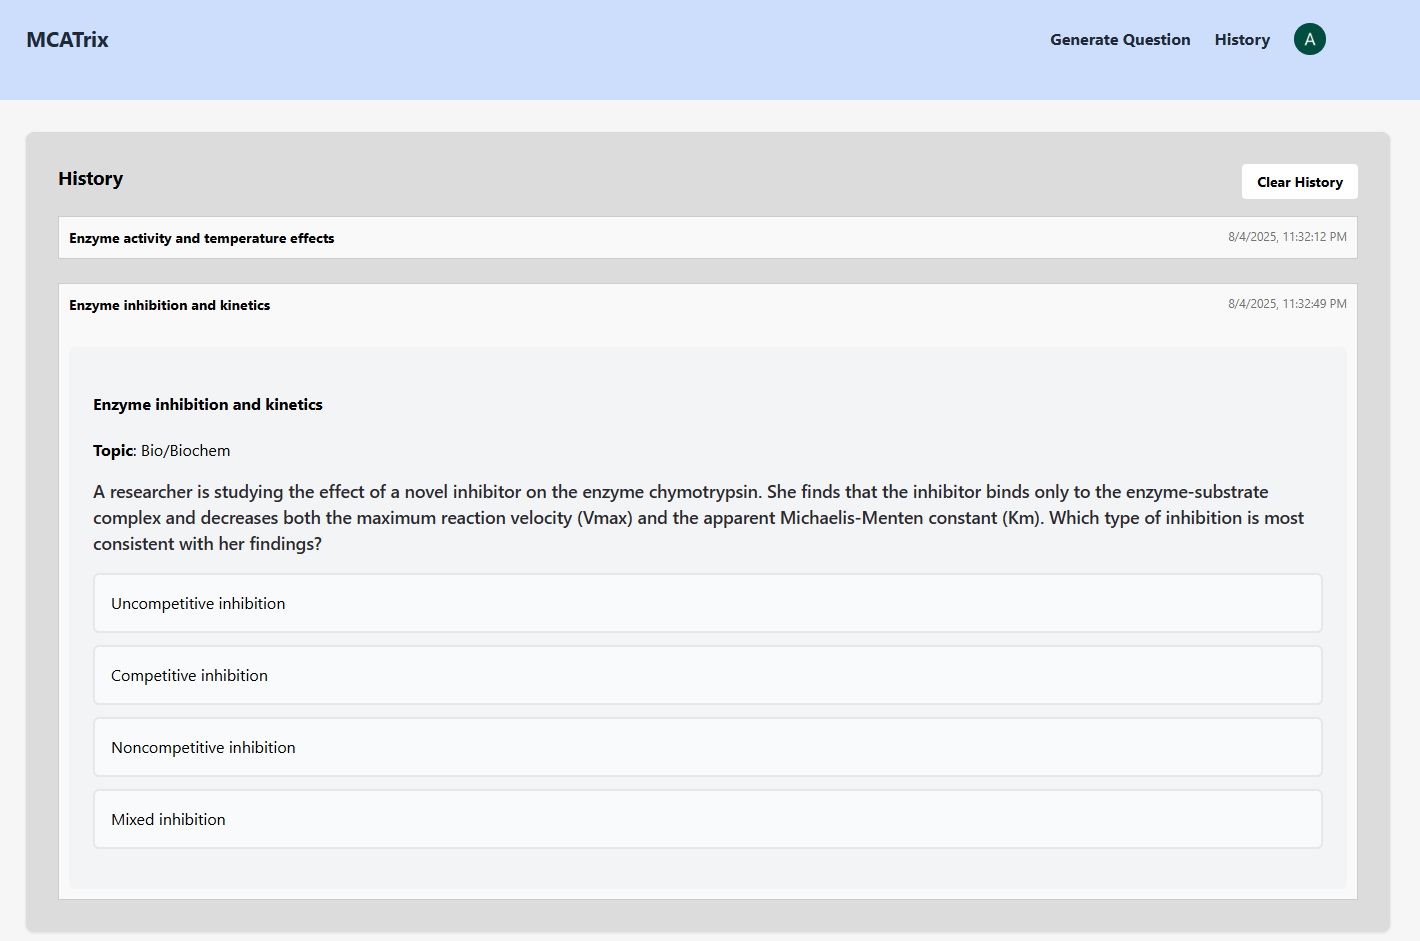 MCATrix
Generate Question
History
A
History
Clear History
Enzyme activity and temperature effects
8/4/2025, 11:32:12 PM
Enzyme inhibition and kinetics
8/4/2025, 11:32:49 PM
Enzyme inhibition and kinetics
Topic: Bio/Biochem
A researcher is studying the effect of a novel inhibitor on the enzyme chymotrypsin. She finds that the inhibitor binds only to the enzyme-substrate
complex and decreases both the maximum reaction velocity (Vmax) and the apparent Michaelis-Menten constant (Km). Which type of inhibition is most
consistent with her findings?
Uncompetitive inhibition
Competitive inhibition
Noncompetitive inhibition
Mixed inhibition